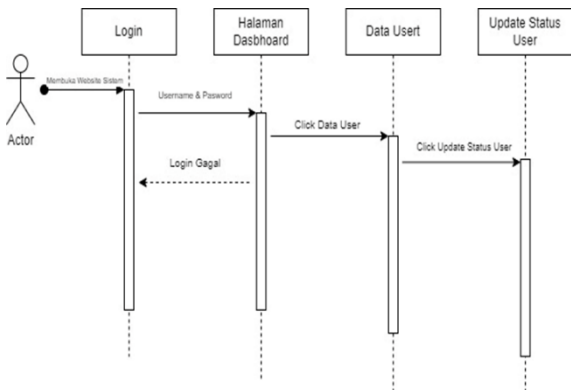 Login
Halaman
Dasbhoard
Data Usert
Update Status
User
Membuka Website Sistem
Username & Pasword
Click Data User
Click Update Status User
Login Gagal
Actor